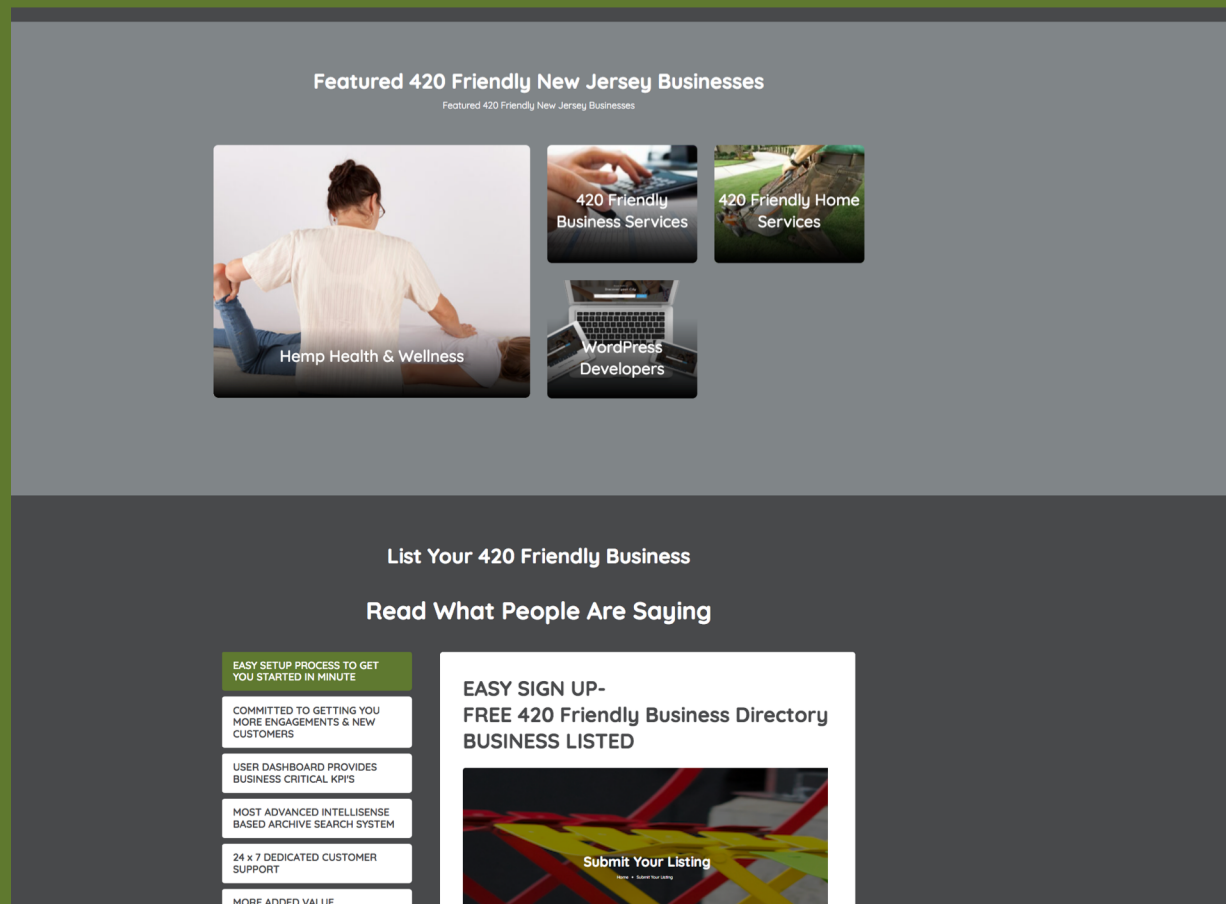 Featured 420 Friendly New Jersey Businesses
Featured 420 Friendly New Jersey Businesses
Hemp Health & Wellness
420 Friendly
Business Services
420 Friendly Home
Services
WordPress
Developers
List Your 420 Friendly Business
Read What People Are Saying
EASY SETUP PROCESS TO GET
YOU STARTED IN MINUTE
COMMITTED TO GETTING YOU
MORE ENGAGEMENTS & NEW
CUSTOMERS
USER DASHBOARD PROVIDES
BUSINESS CRITICAL KPI'S
MOST ADVANCED INTELLISENSE
BASED ARCHIVE SEARCH SYSTEM
24 x 7 DEDICATED CUSTOMER
SUPPORT
MORE ADDED VALUE
EASY SIGN UP-
FREE 420 Friendly Business Directory
BUSINESS LISTED
Submit Your Listing
Home • Submit Your Listing